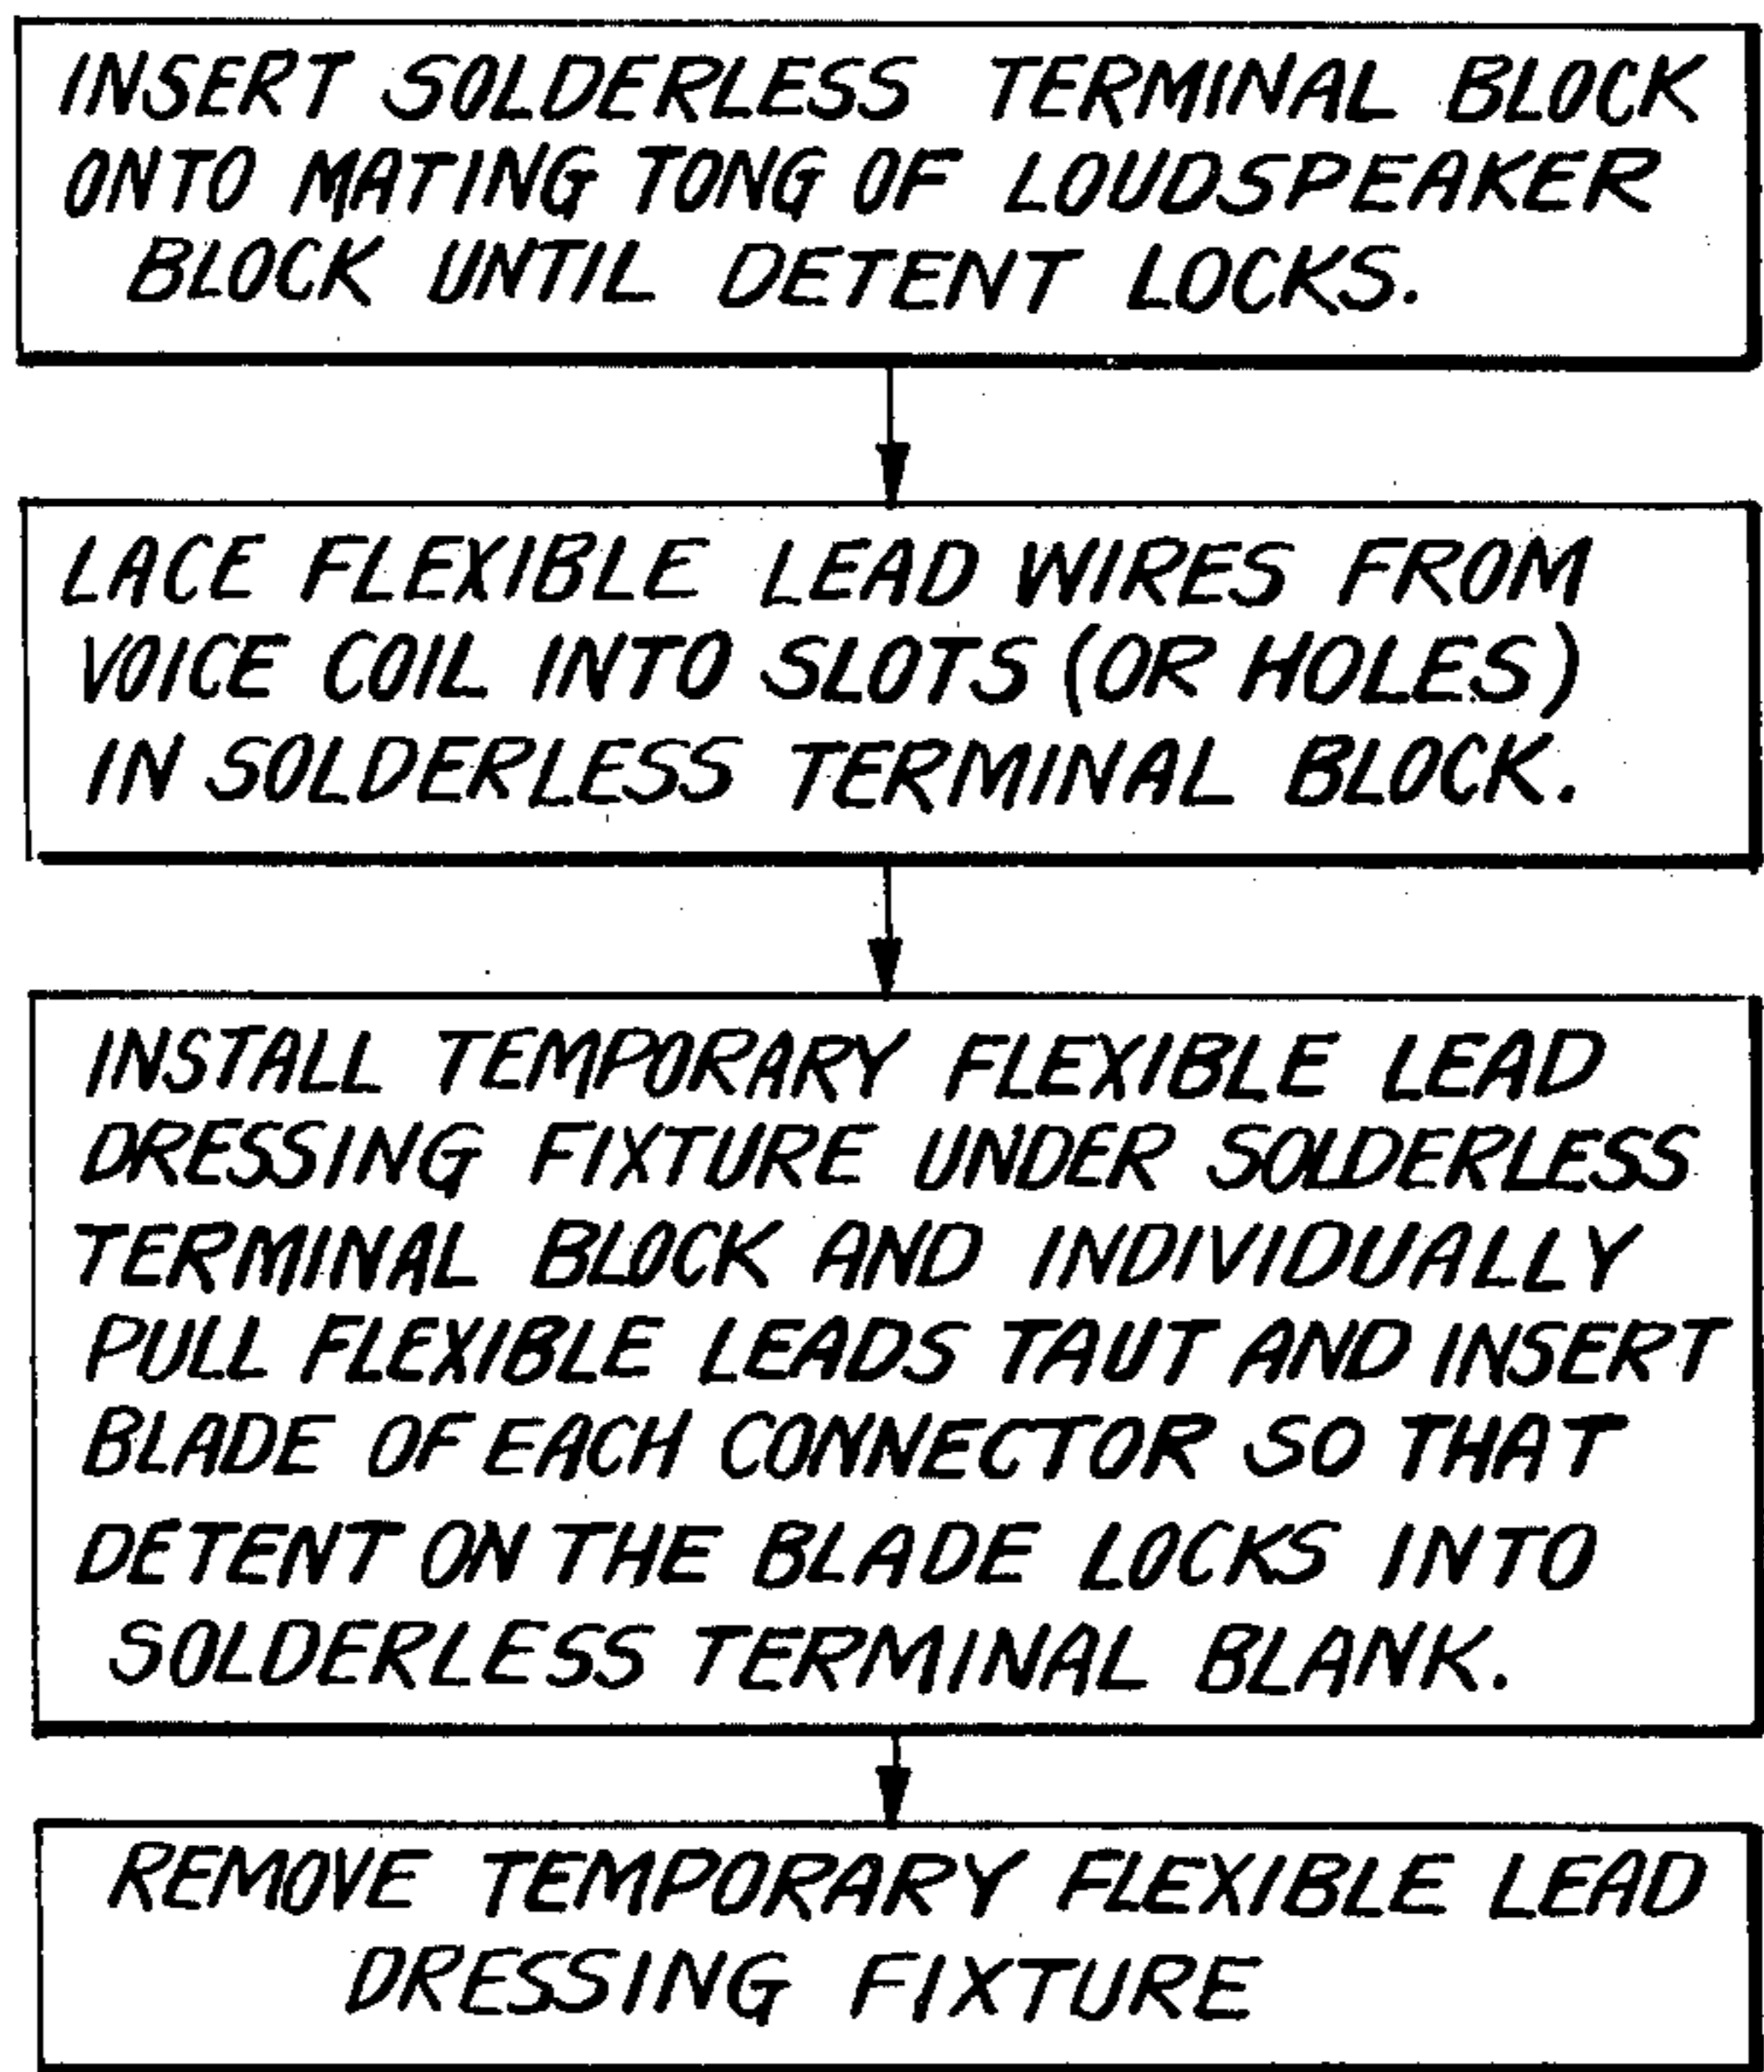 INSERT SOLDERLESS TERMINAL BLOCK
ONTO MATING TONG OF LOUDSPEAKER
BLOCK UNTIL DETENT LOCKS.
LACE FLEXIBLE LEAD WIRES FROM
VOICE COIL INTO SLOTS (OR HOLES)
IN SOLDERLESS TERMINAL BLOCK.
INSTALL TEMPORARY FLEXIBLE LEAD
DRESSING FIXTURE UNDER SOLDERLESS
TERMINAL BLOCK AND INDIVIDUALLY
PULL FLEXIBLE LEADS TAUT AND INSERT
BLADE OF EACH CONNECTOR SO THAT
DETENT ON THE BLADE LOCKS INTO
SOLDERLESS TERMINAL BLANK.
REMOVE TEMPORARY FLEXIBLE LEAD
DRESSING FIXTURE